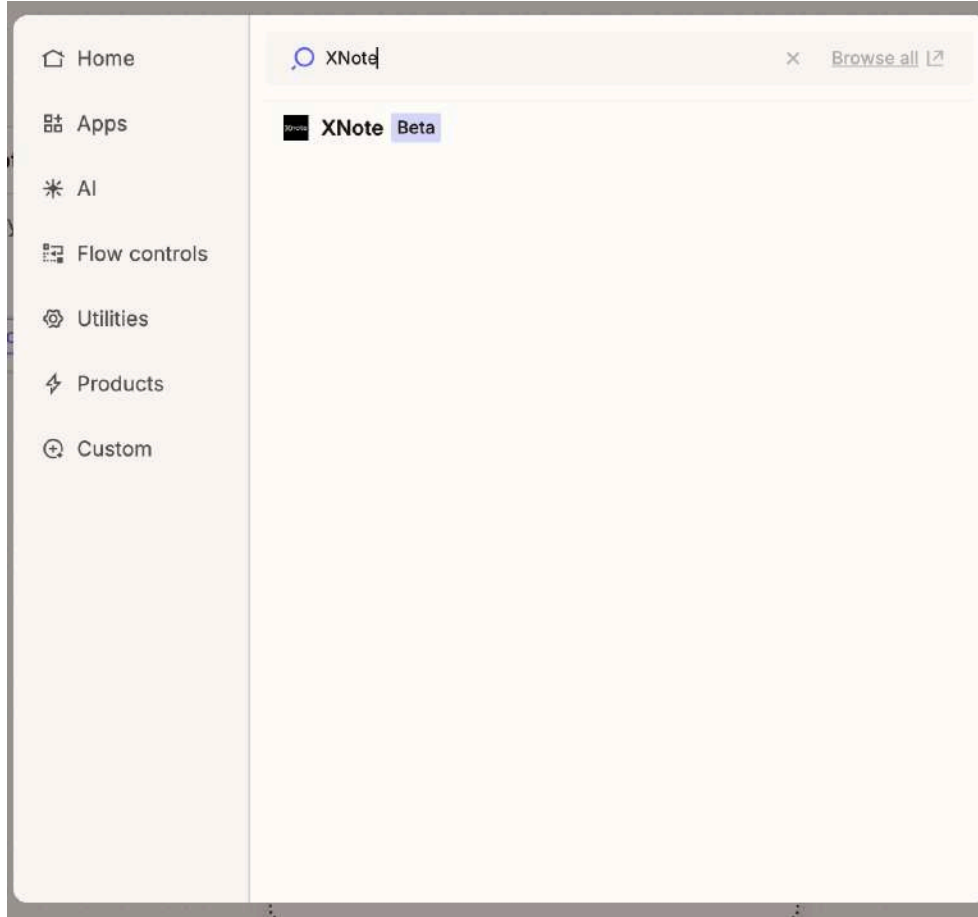 Home
Apps
AI
Flow controls
Utilities
Products
Custom
XNote
Browse all
XNote Beta